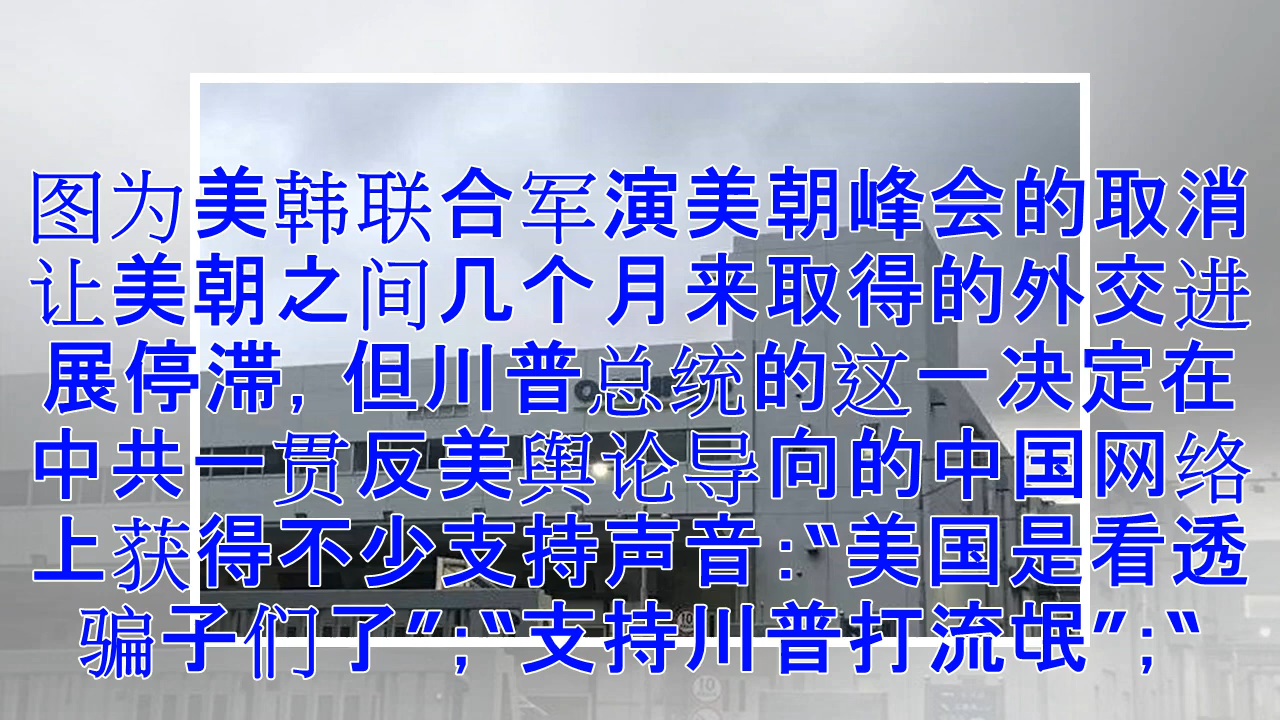 图为美韩联合军演美朝峰会的取消
让美朝之间几个月来取得的外交进
展停滞,但川普总统的这一决定在
中共一贯反美舆论导向的中国网络
上获得不少支持声音:“美国是看透
骗子们了”;“支持川普打流氓”;“
10
10